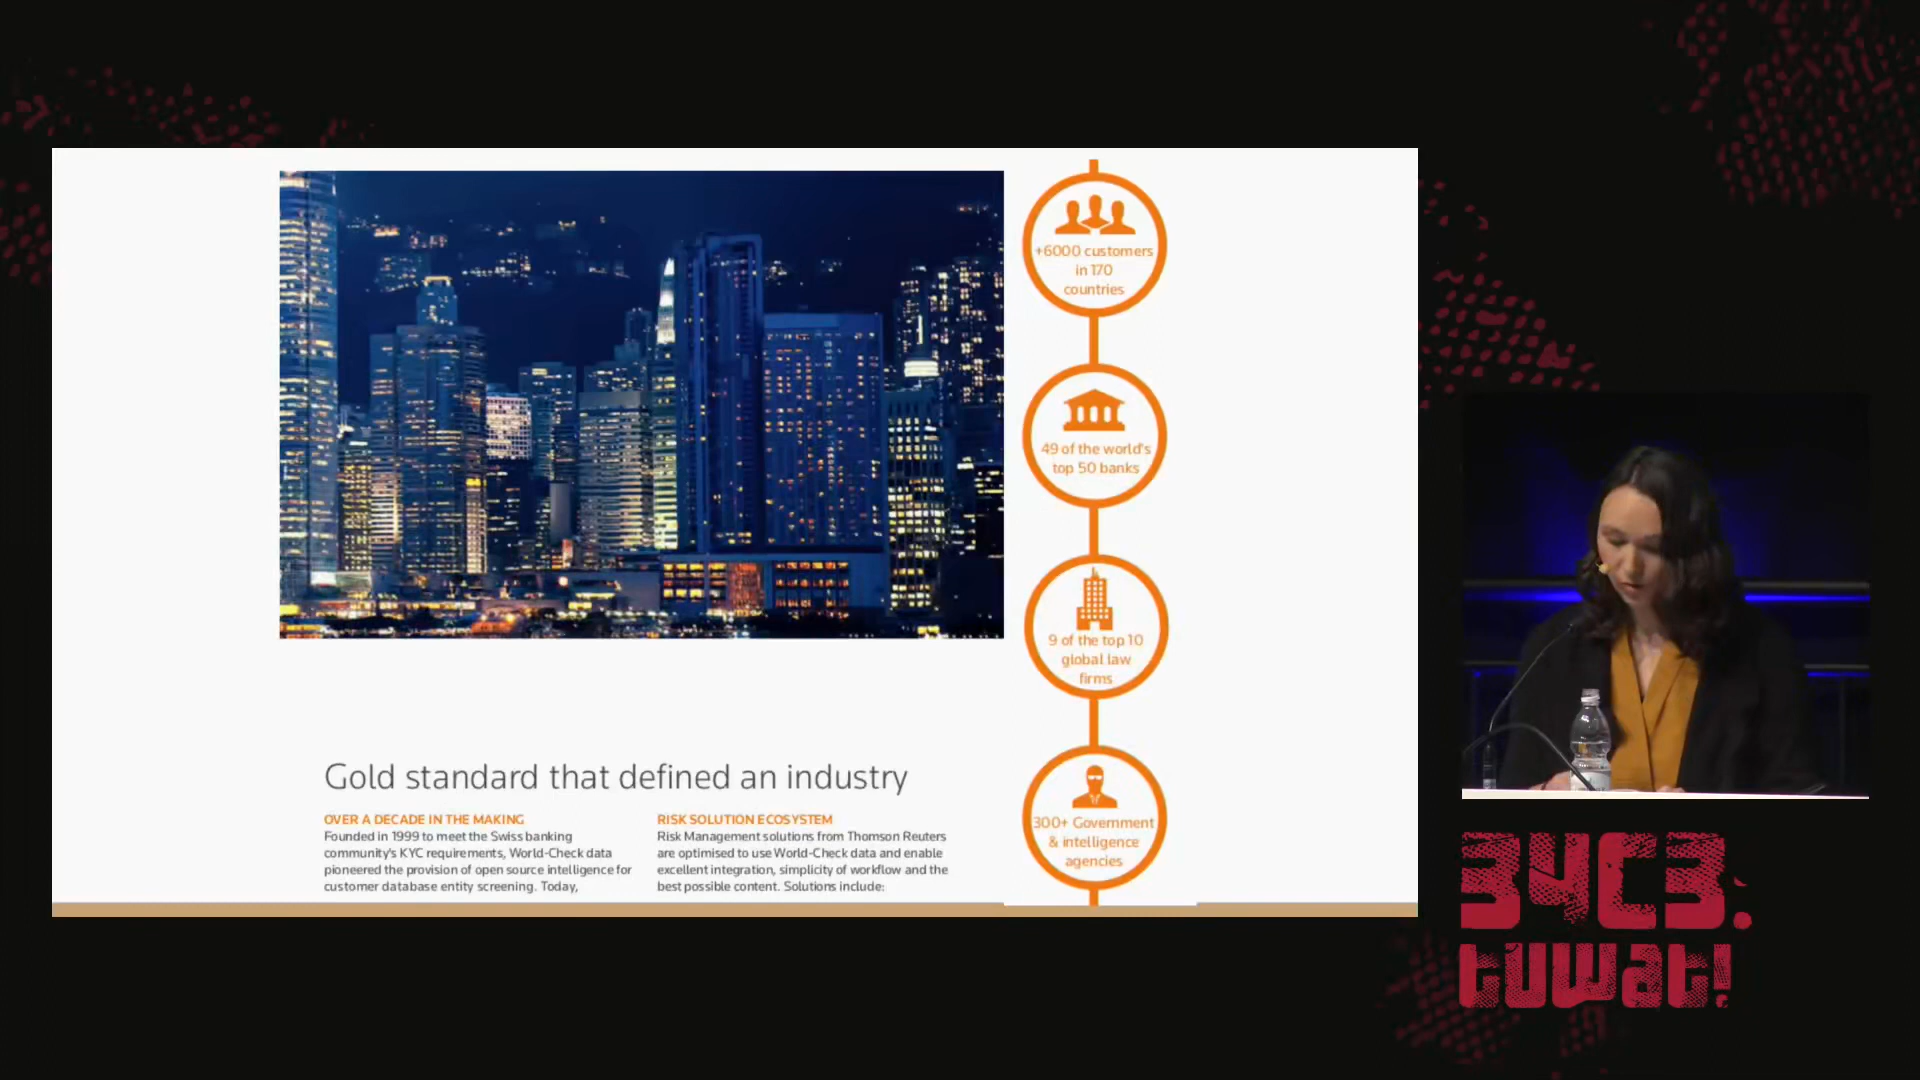 +6000 customers
in 170
countries
49 of the world's
top 50 banks
9 of the top 10
global law
firms
300+ Government
& intelligence
agencies
Gold standard that defined an industry
OVER A DECADE IN THE MAKING
Founded in 1999 to meet the Swiss banking
community's KYC requirements, World-Check data
pioneered the provision of open source intelligence for
customer database entity screening. Today,
RISK SOLUTION ECOSYSTEM
Risk Management solutions from Thomson Reuters
are optimised to use World-Check data and enable
excellent integration, simplicity of workflow and the
best possible content. Solutions include:
34C3.
tuwat!